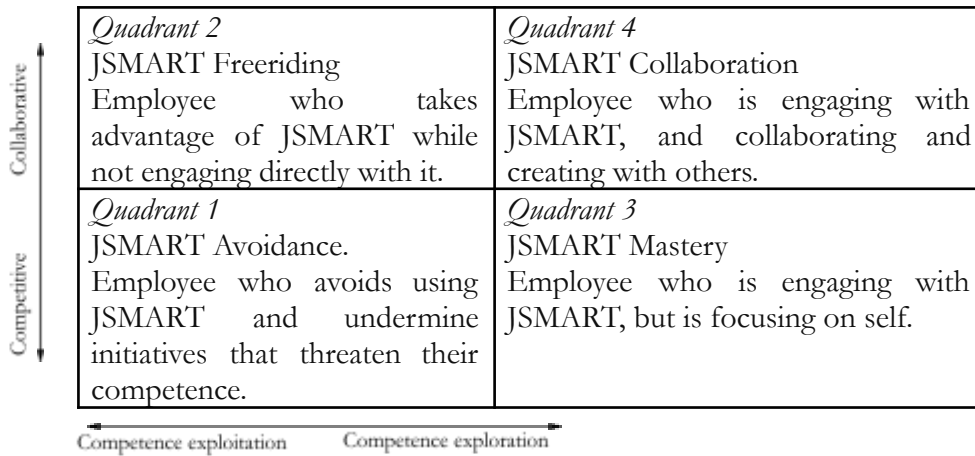 Quadrant 2
JSMART Freeriding
Employee who takes
advantage of JSMART while
not engaging directly with it.
Quadrant 4
JSMART Collaboration
Employee who is engaging with
JSMART, and collaborating and
creating with others.
Collaborative
Quadrant 1
JSMART Avoidance.
Employee who avoids using
JSMART and undermine
initiatives that threaten their
competence.
Quadrant 3
JSMART Mastery
Employee who is engaging with
JSMART, but is focusing on self.
Competitive
Competence exploitation
Competence exploration